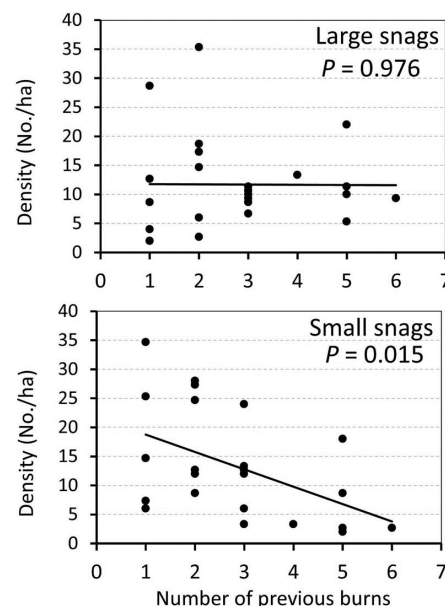 Large snags
P = 0.976
Density (No./ha)
40
35
30
25
20
15
10
5
0
0 1 2 3 4 5 6 7
Small snags
P = 0.015
Density (No./ha)
40
35
30
25
20
15
10
5
0
0 1 2 3 4 5 6 7
Number of previous burns